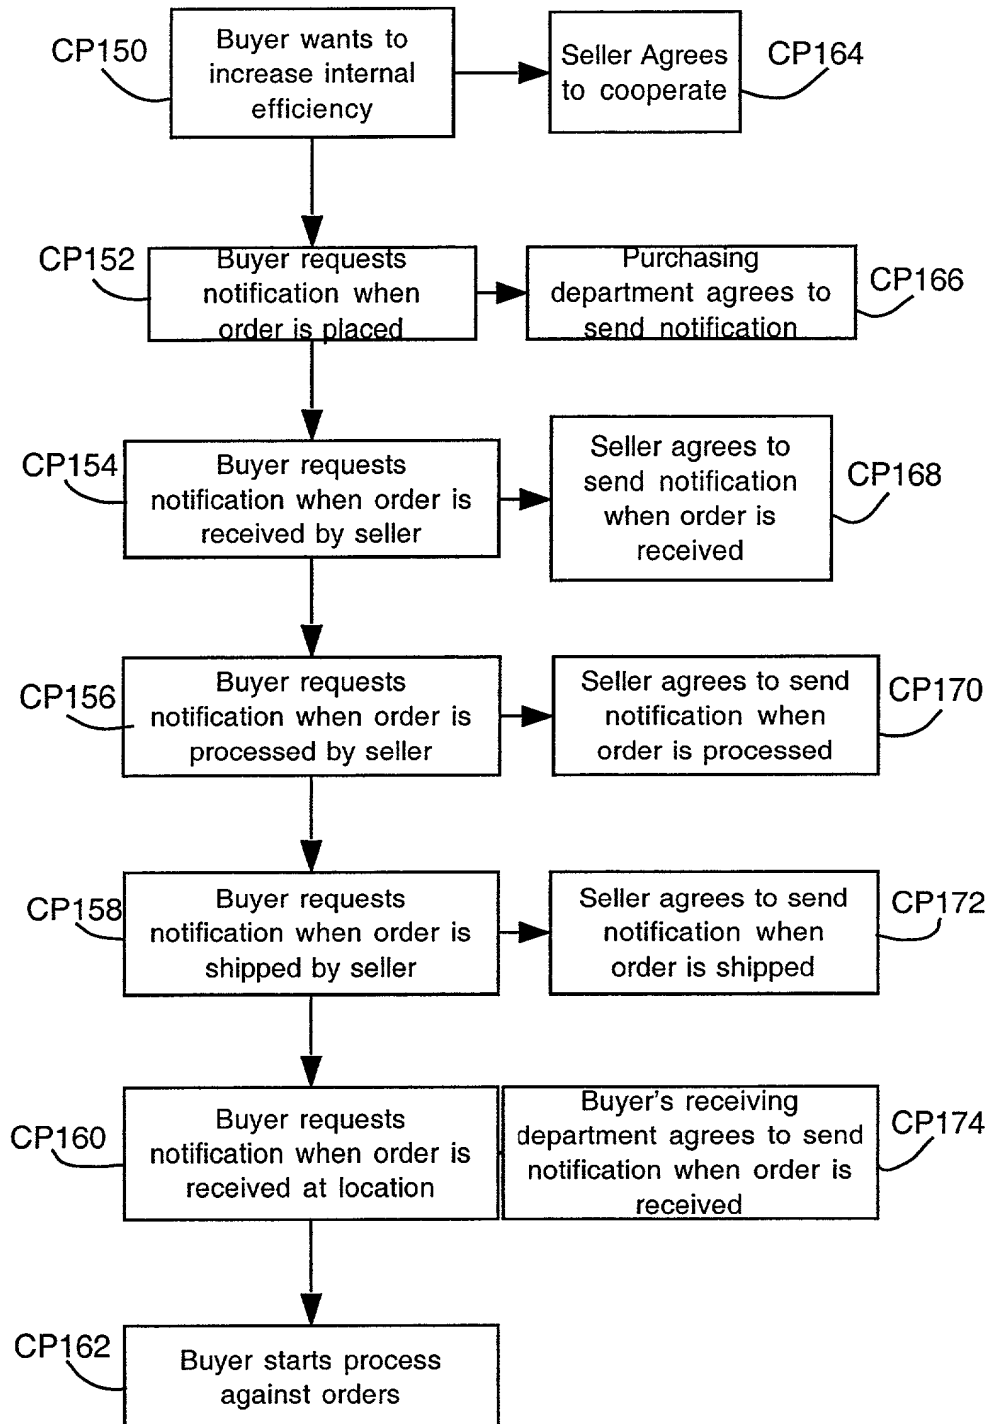 CP150
Buyer wants to
increase internal
efficiency
Seller Agrees
to cooperate
CP164
CP152
Buyer requests
notification when
order is placed
Purchasing
department agrees to
send notification
CP166
CP154
Buyer requests
notification when order is
received by seller
Seller agrees to
send notification
when order is
received
CP168
CP156
Buyer requests
notification when order is
processed by seller
Seller agrees to send
notification when
order is processed
CP170
CP158
Buyer requests
notification when order is
shipped by seller
Seller agrees to send
notification when
order is shipped
CP172
CP160
Buyer requests
notification when order is
received at location
Buyer's receiving
department agrees to send
notification when order is
received
CP174
CP162
Buyer starts process
against orders